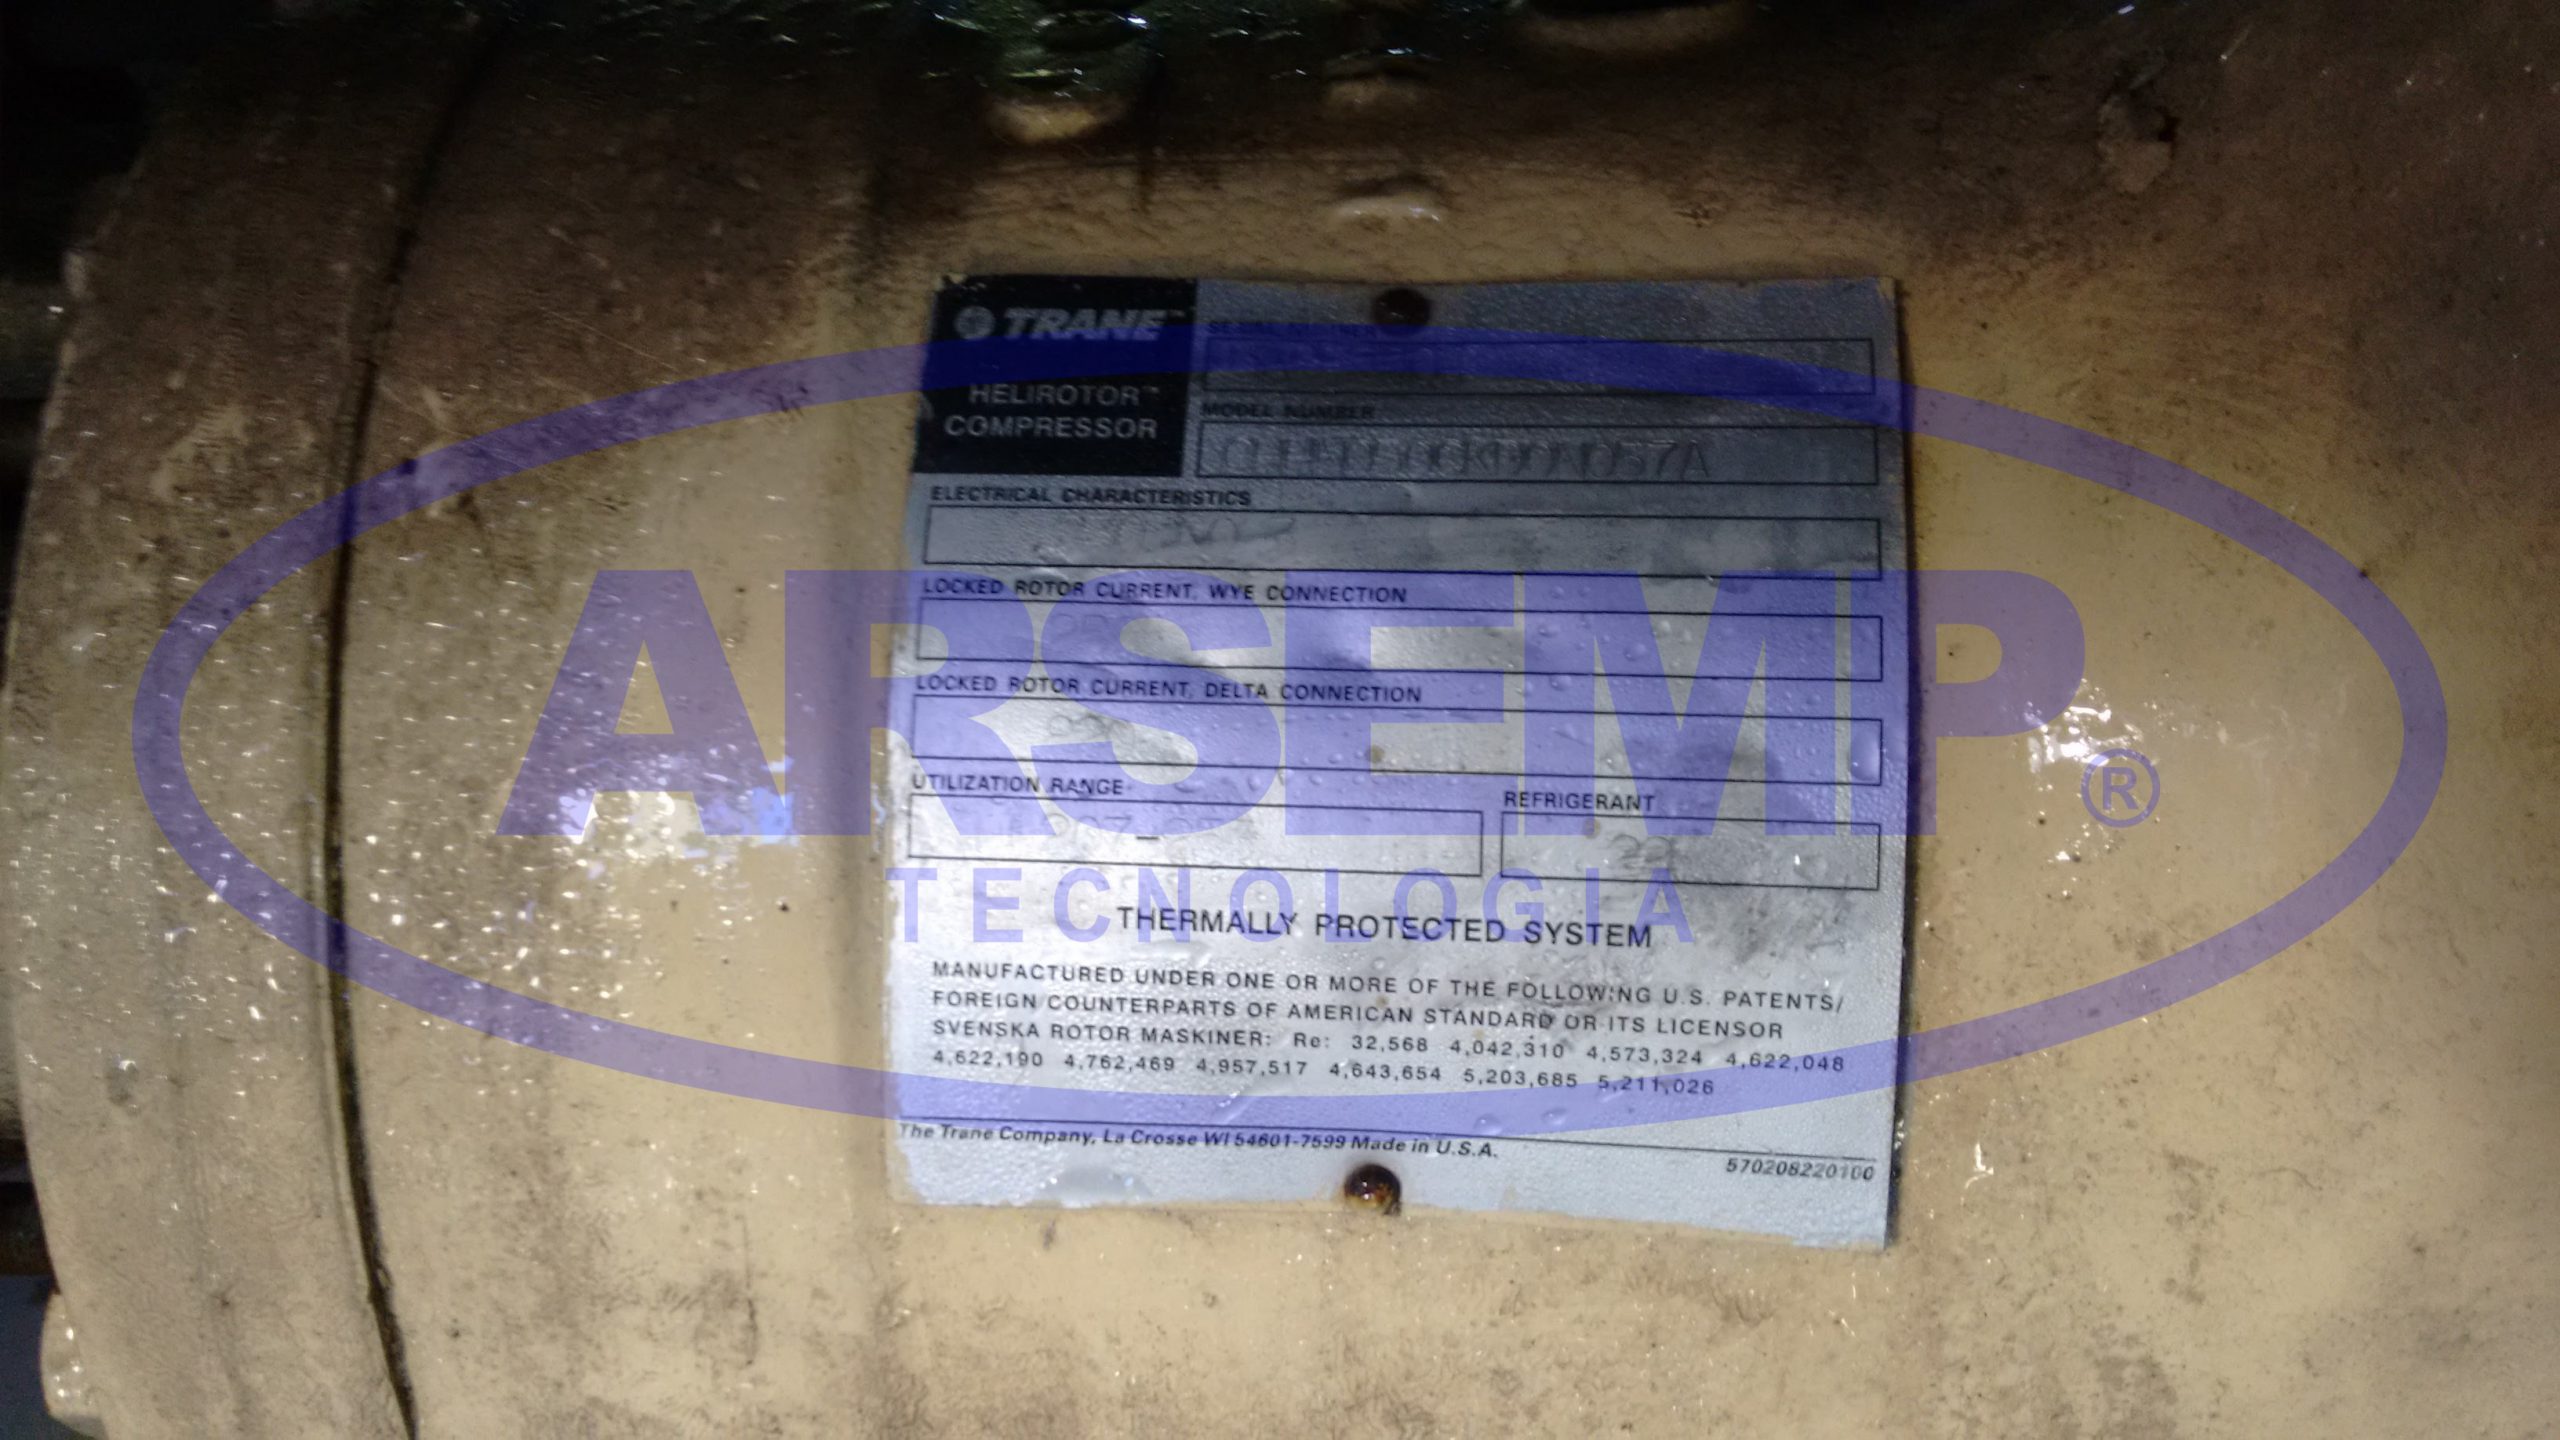 TRANE™
HELIROTOR™
COMPRESSOR
MODEL NUMBER
ELECTRICAL CHARACTERISTICS
LOCKED ROTOR CURRENT, WYE CONNECTION
LOCKED ROTOR CURRENT, DELTA CONNECTION
UTILIZATION RANGE
REFRIGERANT
THERMALLY PROTECTED SYSTEM
MANUFACTURED UNDER ONE OR MORE OF THE FOLLOWING U.S. PATENTS/
FOREIGN COUNTERPARTS OF AMERICAN STANDARD OR ITS LICENSOR
SVENSKA ROTOR MASKINER: Re: 32,568 4,042,310 4,573,324 4,622,048
4,622,190 4,762,469 4,957,517 4,643,654 5,203,685 5,211,026
The Trane Company, La Crosse WI 54601-7599 Made in U.S.A.
570208220100
ARSEMP®
TECNOLOGIA